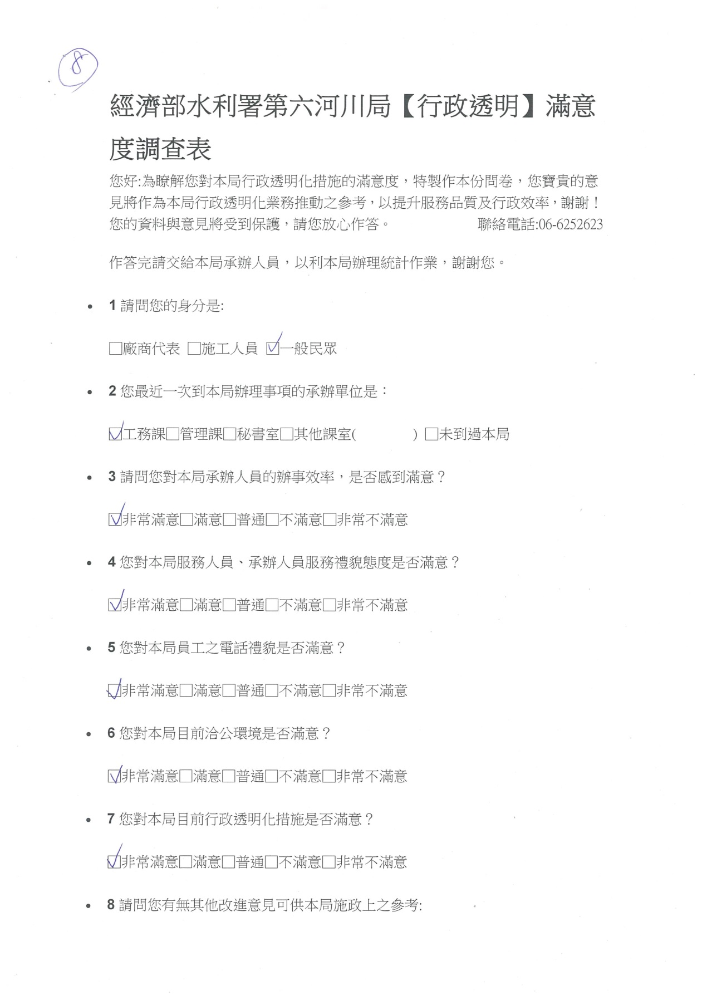 8
經濟部水利署第六河川局【行政透明】滿意
度調查表
您好:為瞭解您對本局行政透明化措施的滿意度，特製作本份問卷，您寶貴的意
見將作為本局行政透明化業務推動之參考，以提升服務品質及行政效率，謝謝！
您的資料與意見將受到保護，請您放心作答。 聯絡電話:06-6252623
作答完請交給本局承辦人員，以利本局辦理統計作業，謝謝您。
• 1 請問您的身分是:
□廠商代表 □施工人員 ☑一般民眾
• 2 您最近一次到本局辦理事項的承辦單位是：
☑工務課□管理課□秘書室□其他課室( ) □未到過本局
• 3 請問您對本局承辦人員的辦事效率，是否感到滿意？
☑非常滿意□滿意□普通□不滿意□非常不滿意
• 4 您對本局服務人員、承辦人員服務禮貌態度是否滿意？
☑非常滿意□滿意□普通□不滿意□非常不滿意
• 5 您對本局員工之電話禮貌是否滿意？
☑非常滿意□滿意□普通□不滿意□非常不滿意
• 6 您對本局目前洽公環境是否滿意？
☑非常滿意□滿意□普通□不滿意□非常不滿意
• 7 您對本局目前行政透明化措施是否滿意？
☑非常滿意□滿意□普通□不滿意□非常不滿意
• 8 請問您有無其他改進意見可供本局施政上之參考: